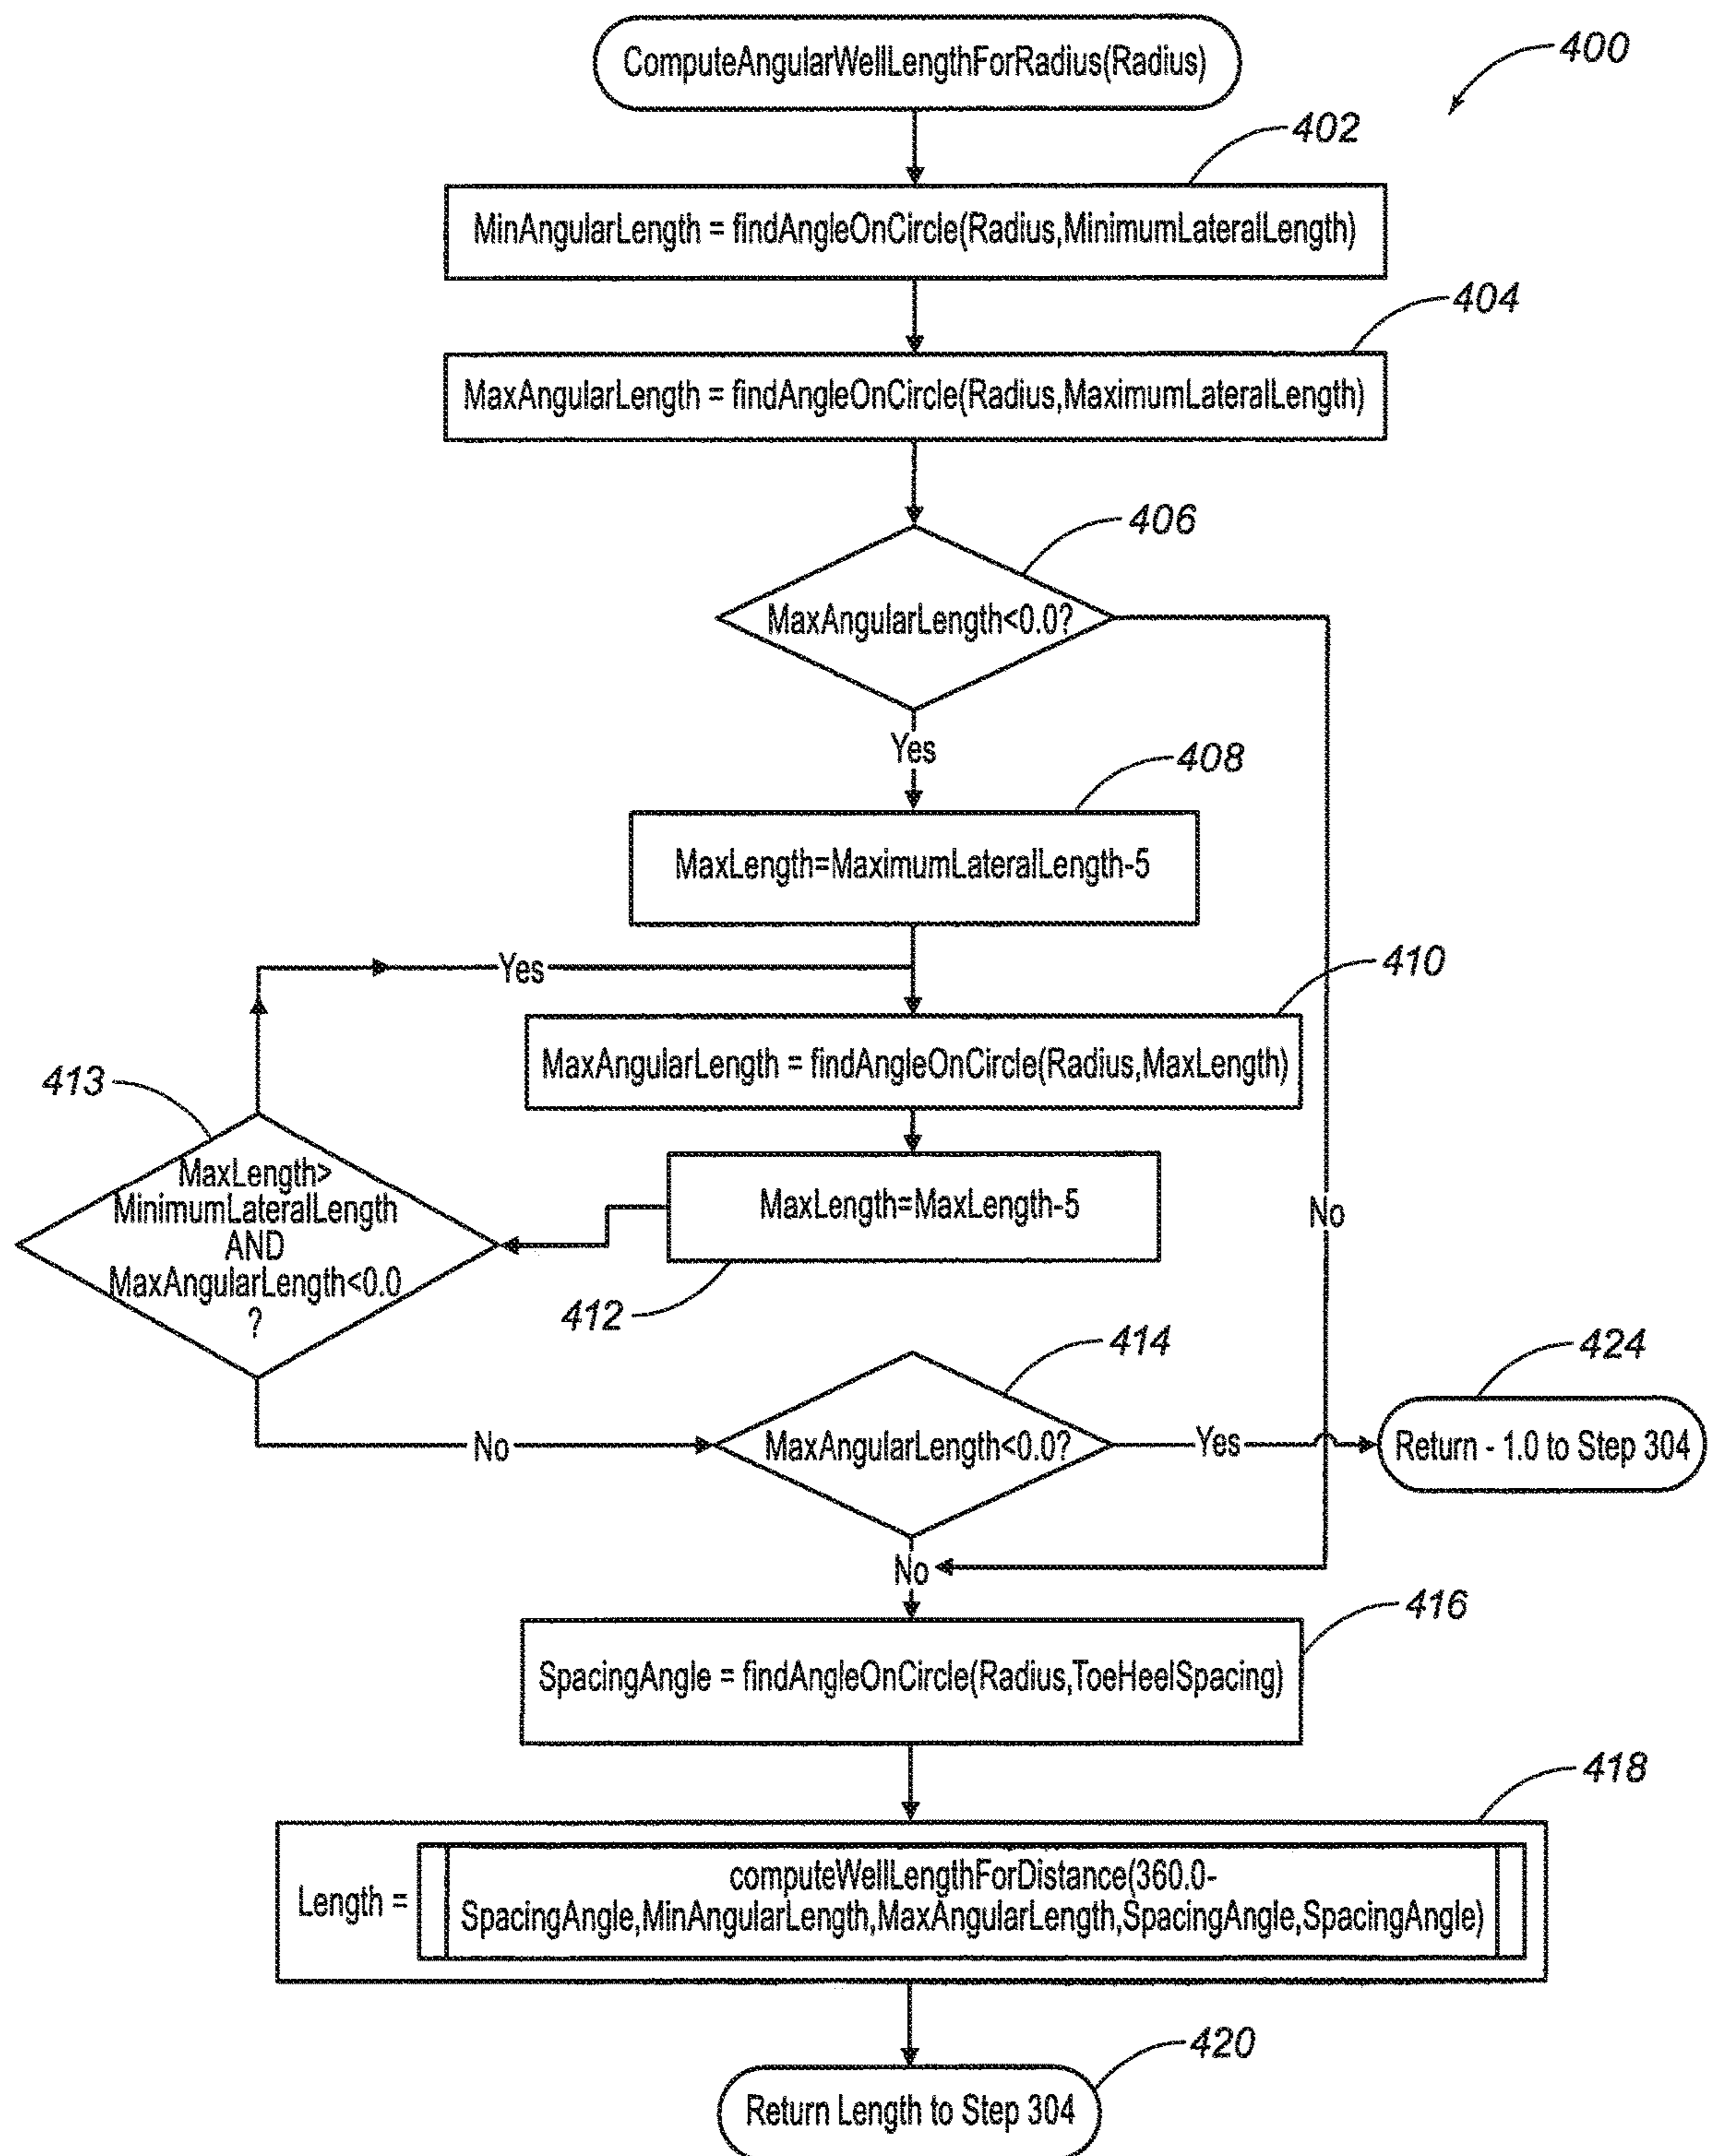 ComputeAngularWellLengthForRadius(Radius)
400
402
MinAngularLength = findAngleOnCircle(Radius,MinimumLateralLength)
404
MaxAngularLength = findAngleOnCircle(Radius,MaximumLateralLength)
406
MaxAngularLength<0.0?
Yes
408
MaxLength=MaximumLateralLength-5
Yes
410
MaxAngularLength = findAngleOnCircle(Radius,MaxLength)
413
MaxLength>
MinimumLateralLength
AND
MaxAngularLength<0.0
?
MaxLength=MaxLength-5
No
412
414
424
MaxAngularLength<0.0?
No
Yes
Return - 1.0 to Step 304
No
416
SpacingAngle = findAngleOnCircle(Radius,ToeHeelSpacing)
418
Length =
computeWellLengthForDistance(360.0-
SpacingAngle,MinAngularLength,MaxAngularLength,SpacingAngle,SpacingAngle)
420
Return Length to Step 304